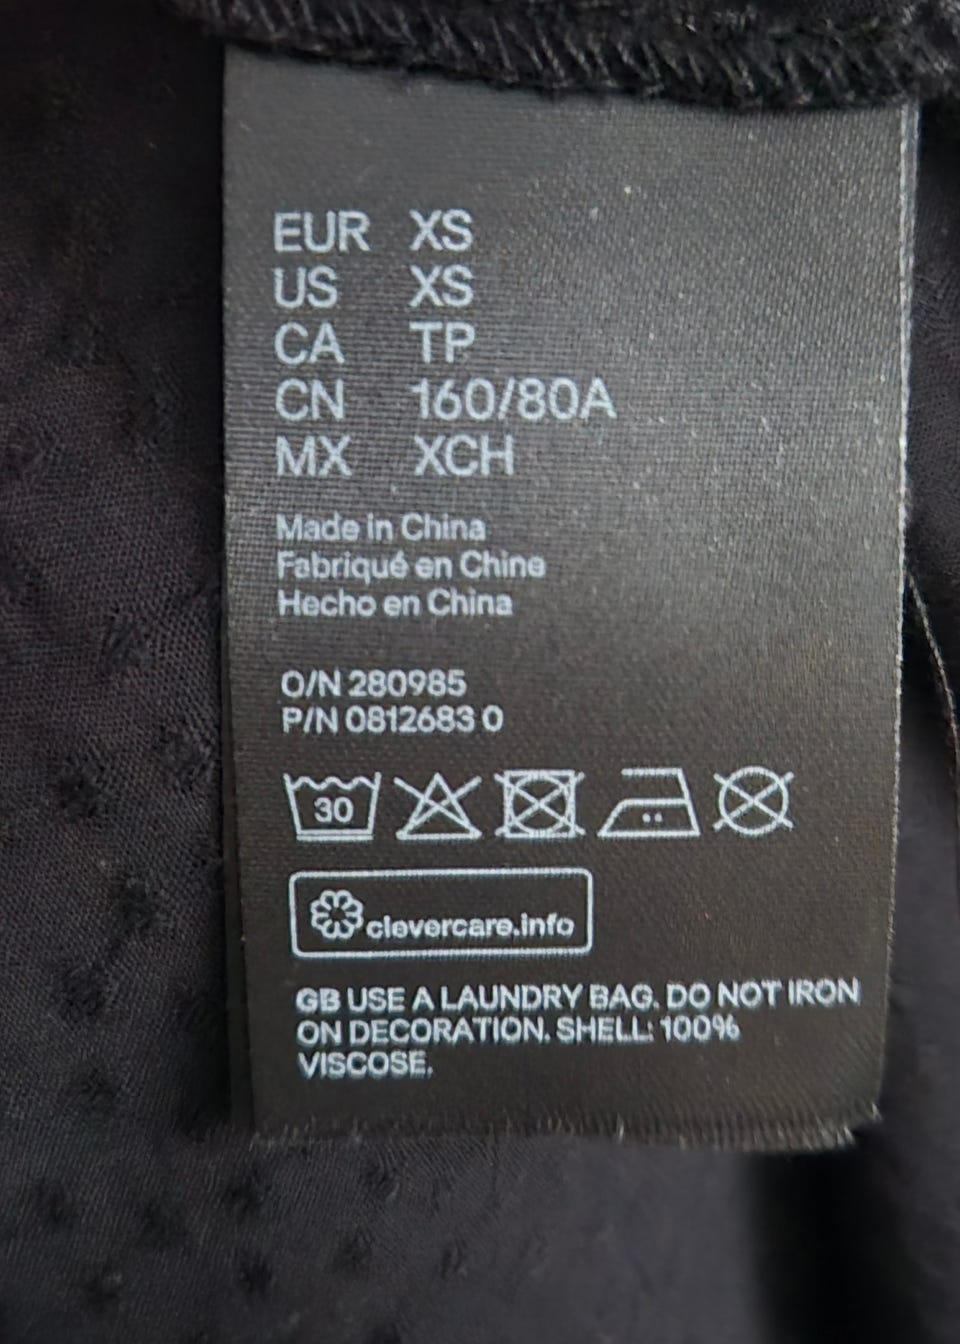 EUR XS
US XS
CA TP
CN 160/80A
MX XCH
Made in China
Fabriqué en Chine
Hecho en China
O/N 280985
P/N 0812683 0
30
clevercare.info
GB USE A LAUNDRY BAG. DO NOT IRON
ON DECORATION. SHELL: 100%
VISCOSE.